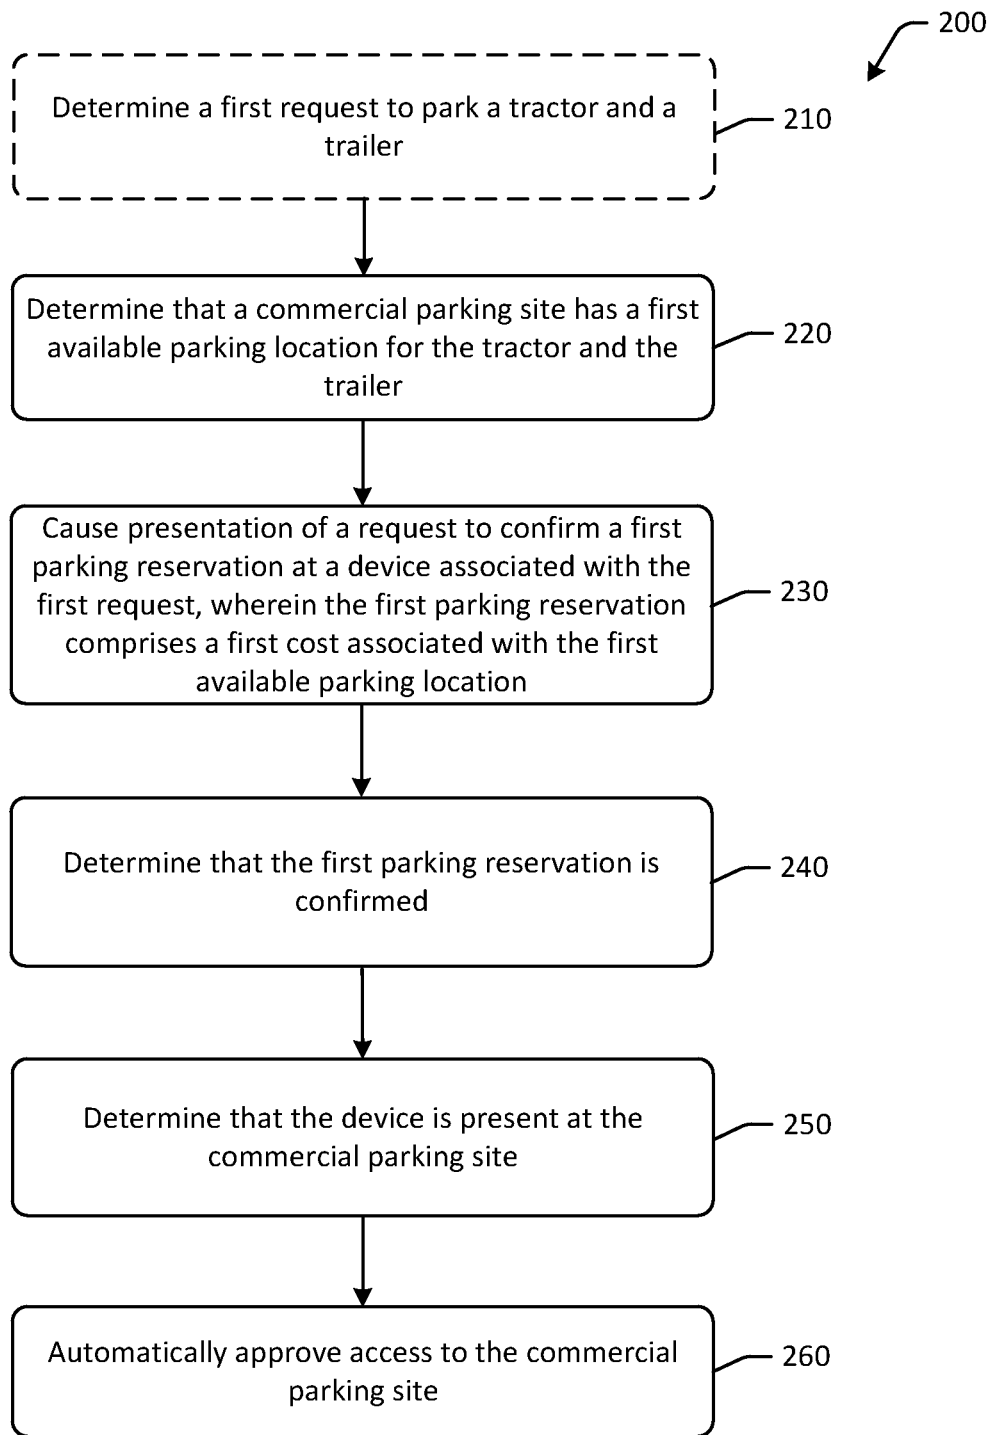 200
Determine a first request to park a tractor and a
trailer
210
Determine that a commercial parking site has a first
available parking location for the tractor and the
trailer
220
Cause presentation of a request to confirm a first
parking reservation at a device associated with the
first request, wherein the first parking reservation
comprises a first cost associated with the first
available parking location
230
Determine that the first parking reservation is
confirmed
240
Determine that the device is present at the
commercial parking site
250
Automatically approve access to the commercial
parking site
260